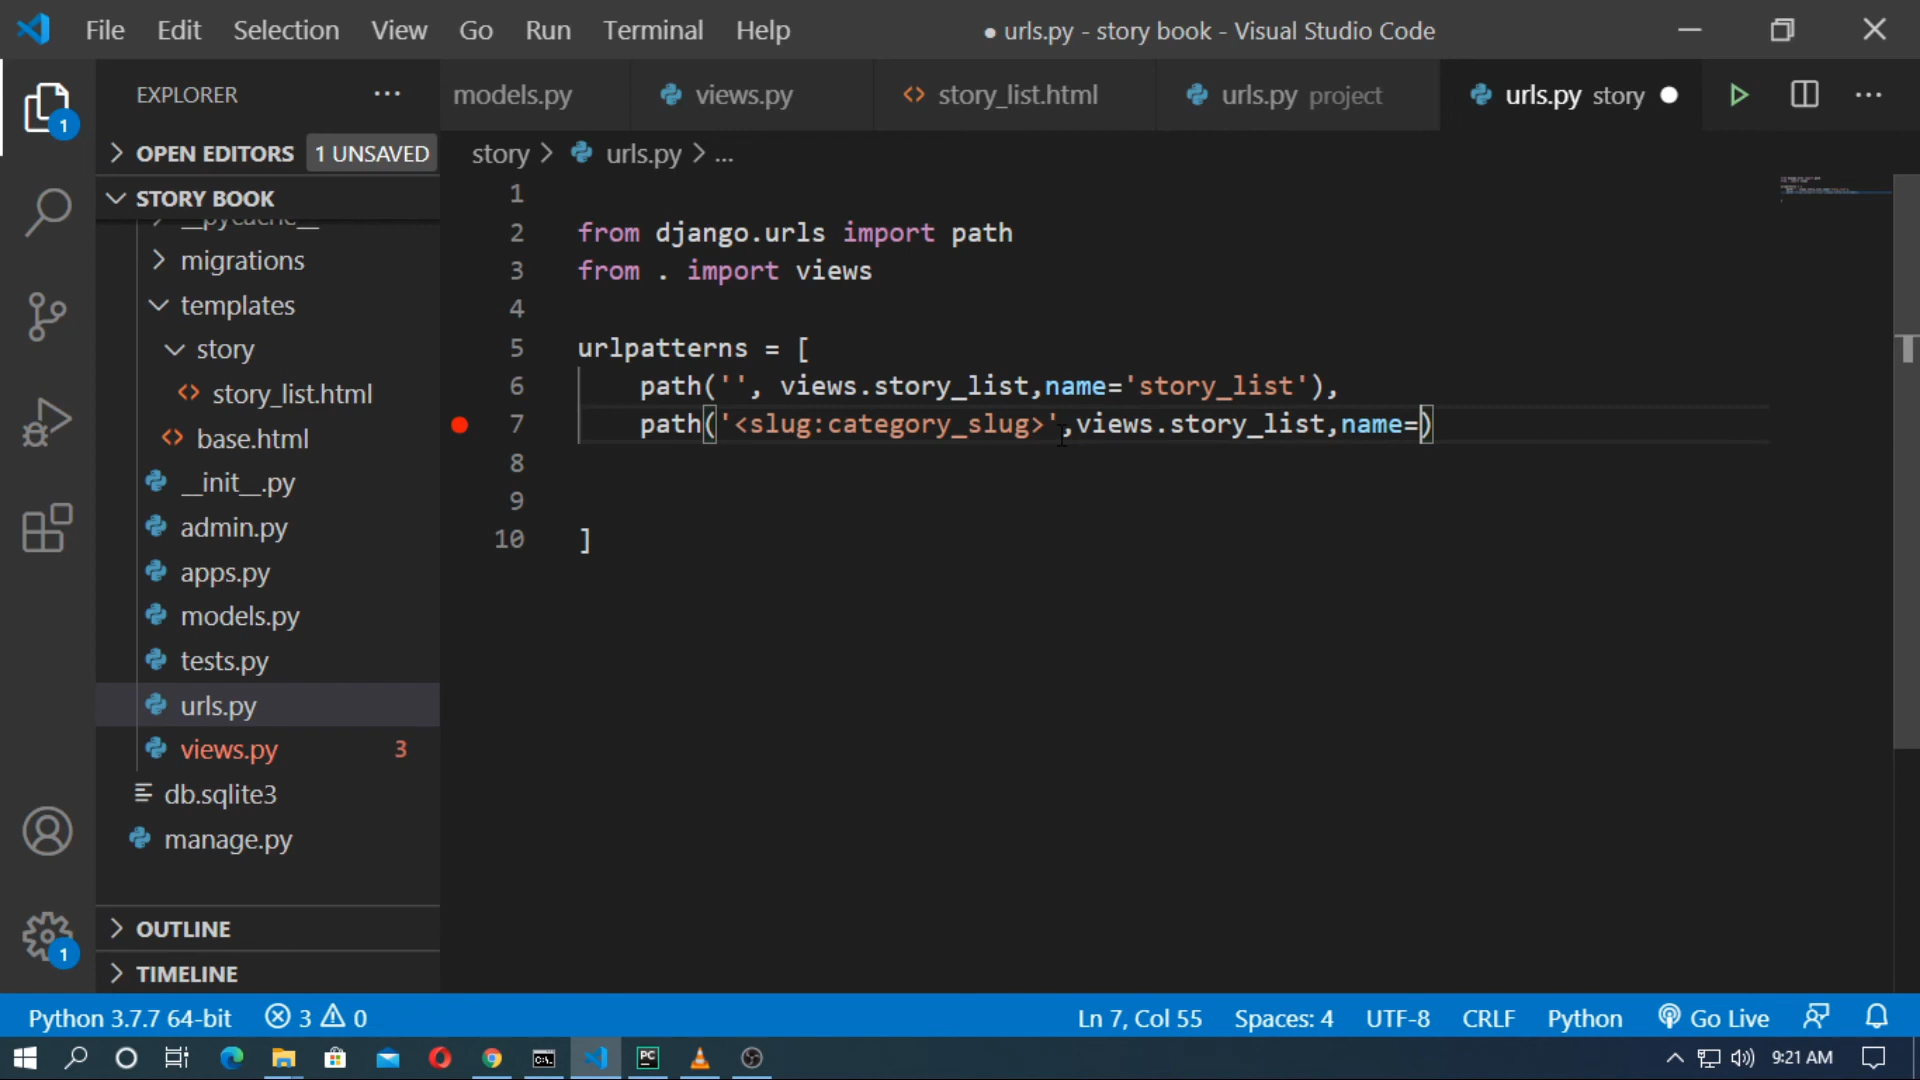 File Edit Selection View Go Run Terminal Help ● urls.py - story book - Visual Studio Code
EXPLORER ···
models.py views.py <> story_list.html urls.py project urls.py story ●
OPEN EDITORS 1 UNSAVED
story > urls.py > ...
STORY BOOK
__pycache__
migrations
templates
story
<> story_list.html
<> base.html
__init__.py
admin.py
apps.py
models.py
tests.py
urls.py
views.py 3
db.sqlite3
manage.py
OUTLINE
TIMELINE
1
1
1
2 from django.urls import path
3 from . import views
4
5 urlpatterns = [
6 path('', views.story_list,name='story_list'),
7 path('<slug:category_slug>',views.story_list,name=)
8
9
10 ]
Python 3.7.7 64-bit 3 0 Ln 7, Col 55 Spaces: 4 UTF-8 CRLF Python Go Live
PC 9:21 AM